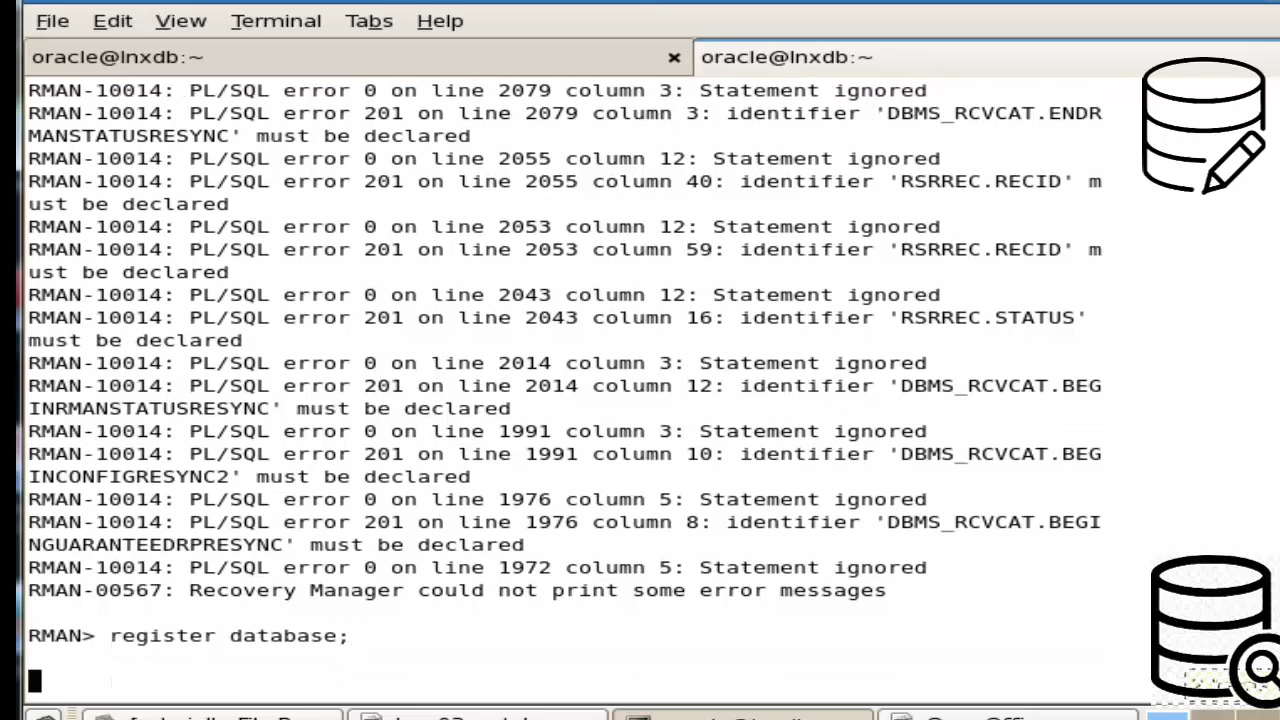 File Edit View Terminal Tabs Help
oracle@lnxdb:~ × oracle@lnxdb:~
RMAN-10014: PL/SQL error 0 on line 2079 column 3: Statement ignored
RMAN-10014: PL/SQL error 201 on line 2079 column 3: identifier 'DBMS_RCVCAT.ENDR
MANSTATUSRESYNC' must be declared
RMAN-10014: PL/SQL error 0 on line 2055 column 12: Statement ignored
RMAN-10014: PL/SQL error 201 on line 2055 column 40: identifier 'RSRREC.RECID' m
ust be declared
RMAN-10014: PL/SQL error 0 on line 2053 column 12: Statement ignored
RMAN-10014: PL/SQL error 201 on line 2053 column 59: identifier 'RSRREC.RECID' m
ust be declared
RMAN-10014: PL/SQL error 0 on line 2043 column 12: Statement ignored
RMAN-10014: PL/SQL error 201 on line 2043 column 16: identifier 'RSRREC.STATUS'
must be declared
RMAN-10014: PL/SQL error 0 on line 2014 column 3: Statement ignored
RMAN-10014: PL/SQL error 201 on line 2014 column 12: identifier 'DBMS_RCVCAT.BEG
INRMANSTATUSRESYNC' must be declared
RMAN-10014: PL/SQL error 0 on line 1991 column 3: Statement ignored
RMAN-10014: PL/SQL error 201 on line 1991 column 10: identifier 'DBMS_RCVCAT.BEG
INCONFIGRESYNC2' must be declared
RMAN-10014: PL/SQL error 0 on line 1976 column 5: Statement ignored
RMAN-10014: PL/SQL error 201 on line 1976 column 8: identifier 'DBMS_RCVCAT.BEGI
NGUARANTEEDRPRESYNC' must be declared
RMAN-10014: PL/SQL error 0 on line 1972 column 5: Statement ignored
RMAN-00567: Recovery Manager could not print some error messages
RMAN> register database;